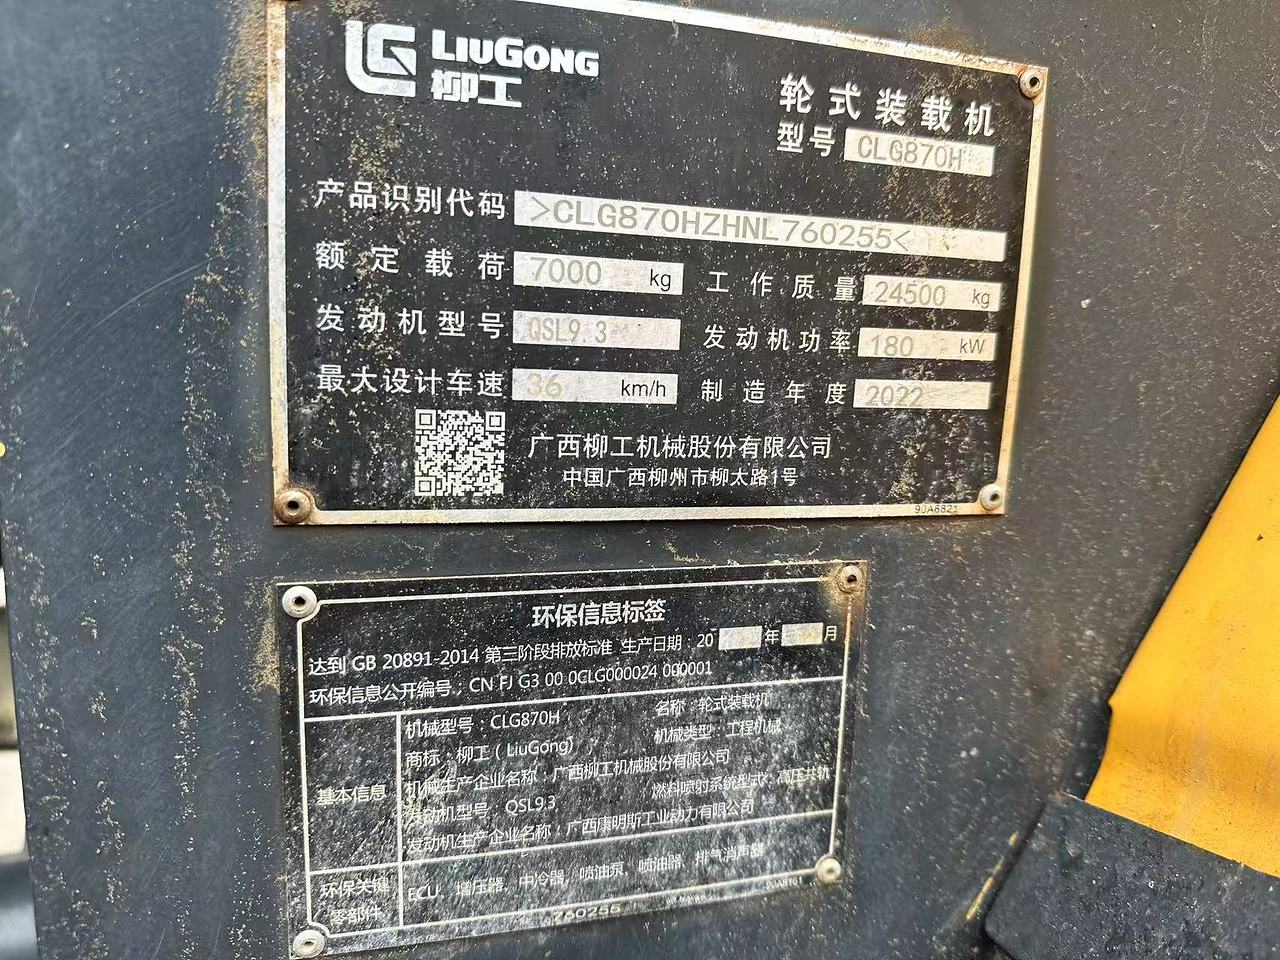 LIUGONG
柳工
轮式装载机
型号 CLG870H
产品识别代码 >CLG870HZHNL760255<
额定载荷 7000 kg 工作质量 24500 kg
发动机型号 QSL9.3 发动机功率 180 kW
最大设计车速 36 km/h 制造年度 2022
广西柳工机械股份有限公司
中国广西柳州市柳太路1号
90A6821
环保信息标签
达到 GB 20891-2014 第三阶段排放标准 生产日期：20 年 月
环保信息公开编号：CN FJ G3 00 0CLG000024 000001
基本信息
机械型号：CLG870H 名称：轮式装载机
商标：柳工（LiuGong） 机械类型：工程机械
机械生产企业名称：广西柳工机械股份有限公司
发动机型号：QSL9.3 燃料喷射系统型式：高压共轨
发动机生产企业名称：广西康明斯工业动力有限公司
环保关键
零部件
ECU、增压器、中冷器、喷油泵、喷油器、排气消声器
760255